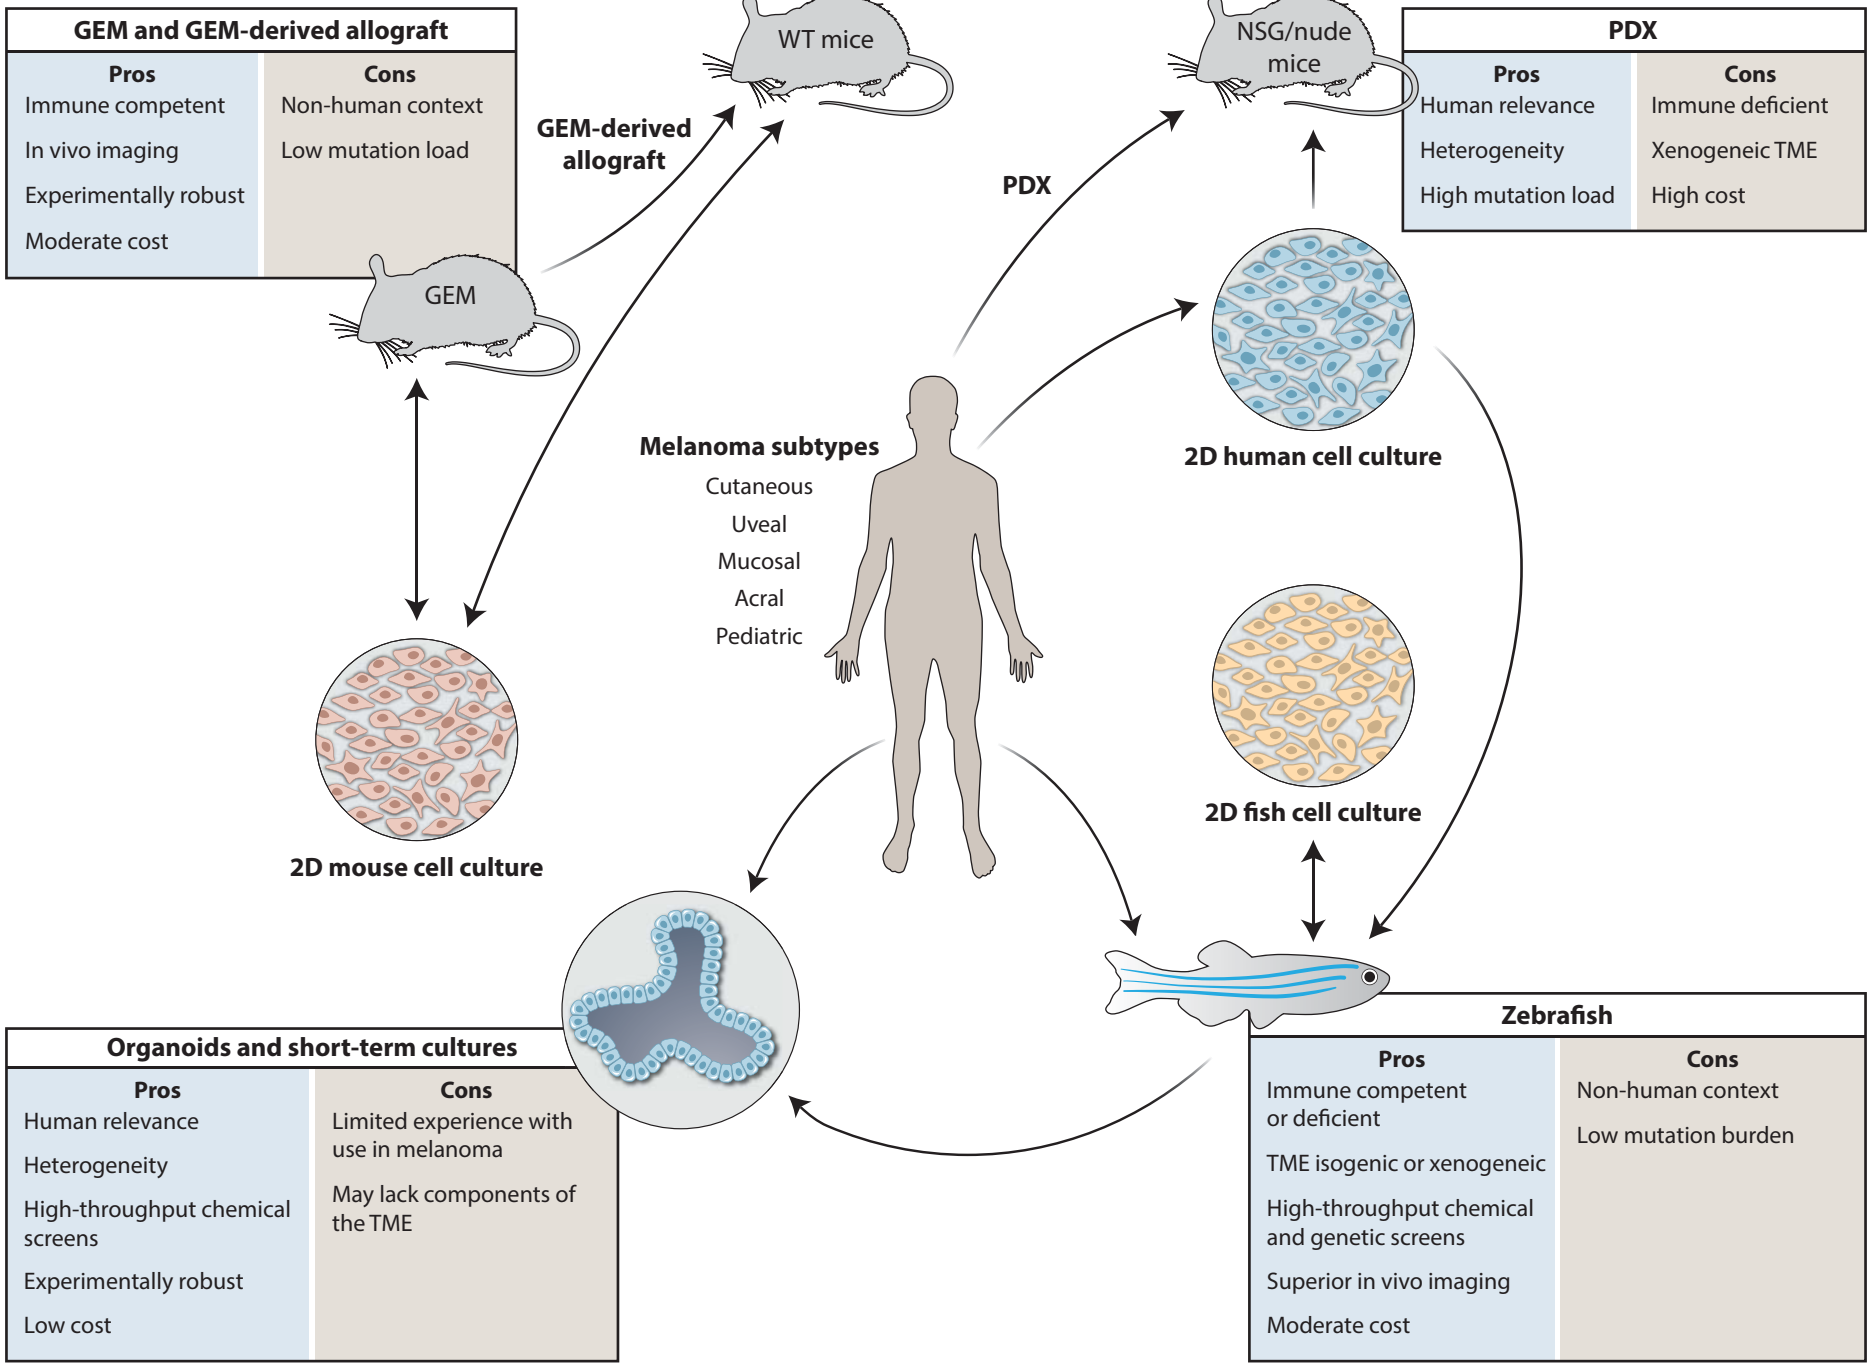 GEM and GEM-derived allograft
Pros
Immune competent
In vivo imaging
Experimentally robust
Moderate cost
Cons
Non-human context
Low mutation load
GEM
GEM-derived
allograft
WT mice
NSG/nude
mice
PDX
PDX
Pros
Human relevance
Heterogeneity
High mutation load
Cons
Immune deficient
Xenogeneic TME
High cost
2D human cell culture
Melanoma subtypes
Cutaneous
Uveal
Mucosal
Acral
Pediatric
2D fish cell culture
2D mouse cell culture
Organoids and short-term cultures
Pros
Human relevance
Heterogeneity
High-throughput chemical
screens
Experimentally robust
Low cost
Cons
Limited experience with
use in melanoma
May lack components of
the TME
Zebrafish
Pros
Immune competent
or deficient
TME isogenic or xenogeneic
High-throughput chemical
and genetic screens
Superior in vivo imaging
Moderate cost
Cons
Non-human context
Low mutation burden